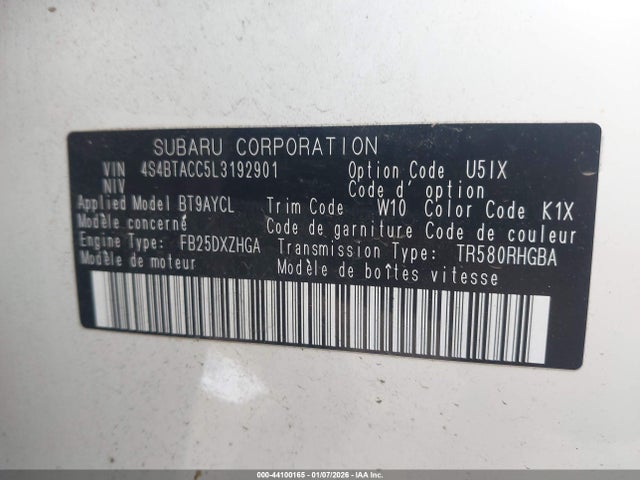 SUBARU CORPORATION
VIN 4S4BTACC5L3192901 Option Code U5IX
NIV Code d' option
Applied Model BT9AYCL Trim Code W10 Color Code K1X
Modèle concerné Code de garniture Code de couleur
Engine Type: FB25DXZHGA Transmission Type: TR580RHGBA
Modèle de moteur Modèle de boîtes vitesse
000-44100165 | 01/07/2026 | IAAC